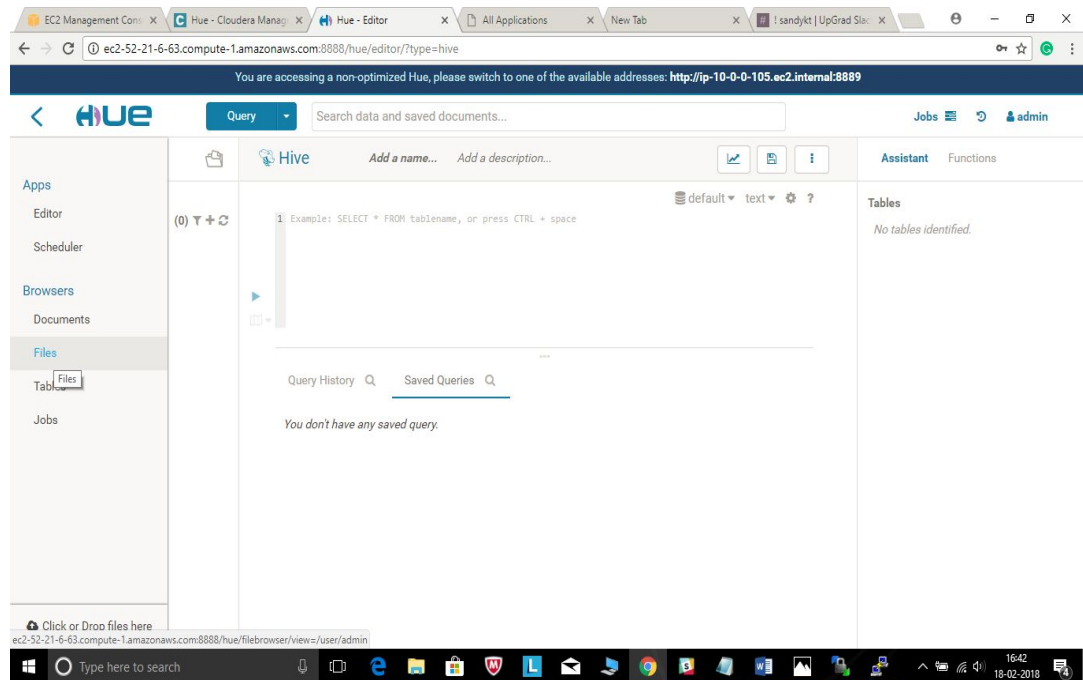 EC2 Management Cons
Hue - Cloudera Manag
Hue - Editor
All Applications
New Tab
! sandykt | UpGrad Slac
ec2-52-21-6-63.compute-1.amazonaws.com:8888/hue/editor/?type=hive
You are accessing a non-optimized Hue, please switch to one of the available addresses: http://ip-10-0-0-105.ec2.internal:8889
HUE
Query
Search data and saved documents...
Jobs
admin
Hive
Add a name...
Add a description...
Assistant
Functions
Apps
Editor
Scheduler
Browsers
Documents
Files
Files
Tables
Jobs
(0)
default
text
?
1 Example: SELECT * FROM tablename, or press CTRL + space
Tables
No tables identified.
Query History
Saved Queries
You don't have any saved query.
Click or Drop files here
ec2-52-21-6-63.compute-1.amazonaws.com:8888/hue/filebrowser/view=/user/admin
Type here to search
16:42
18-02-2018
4